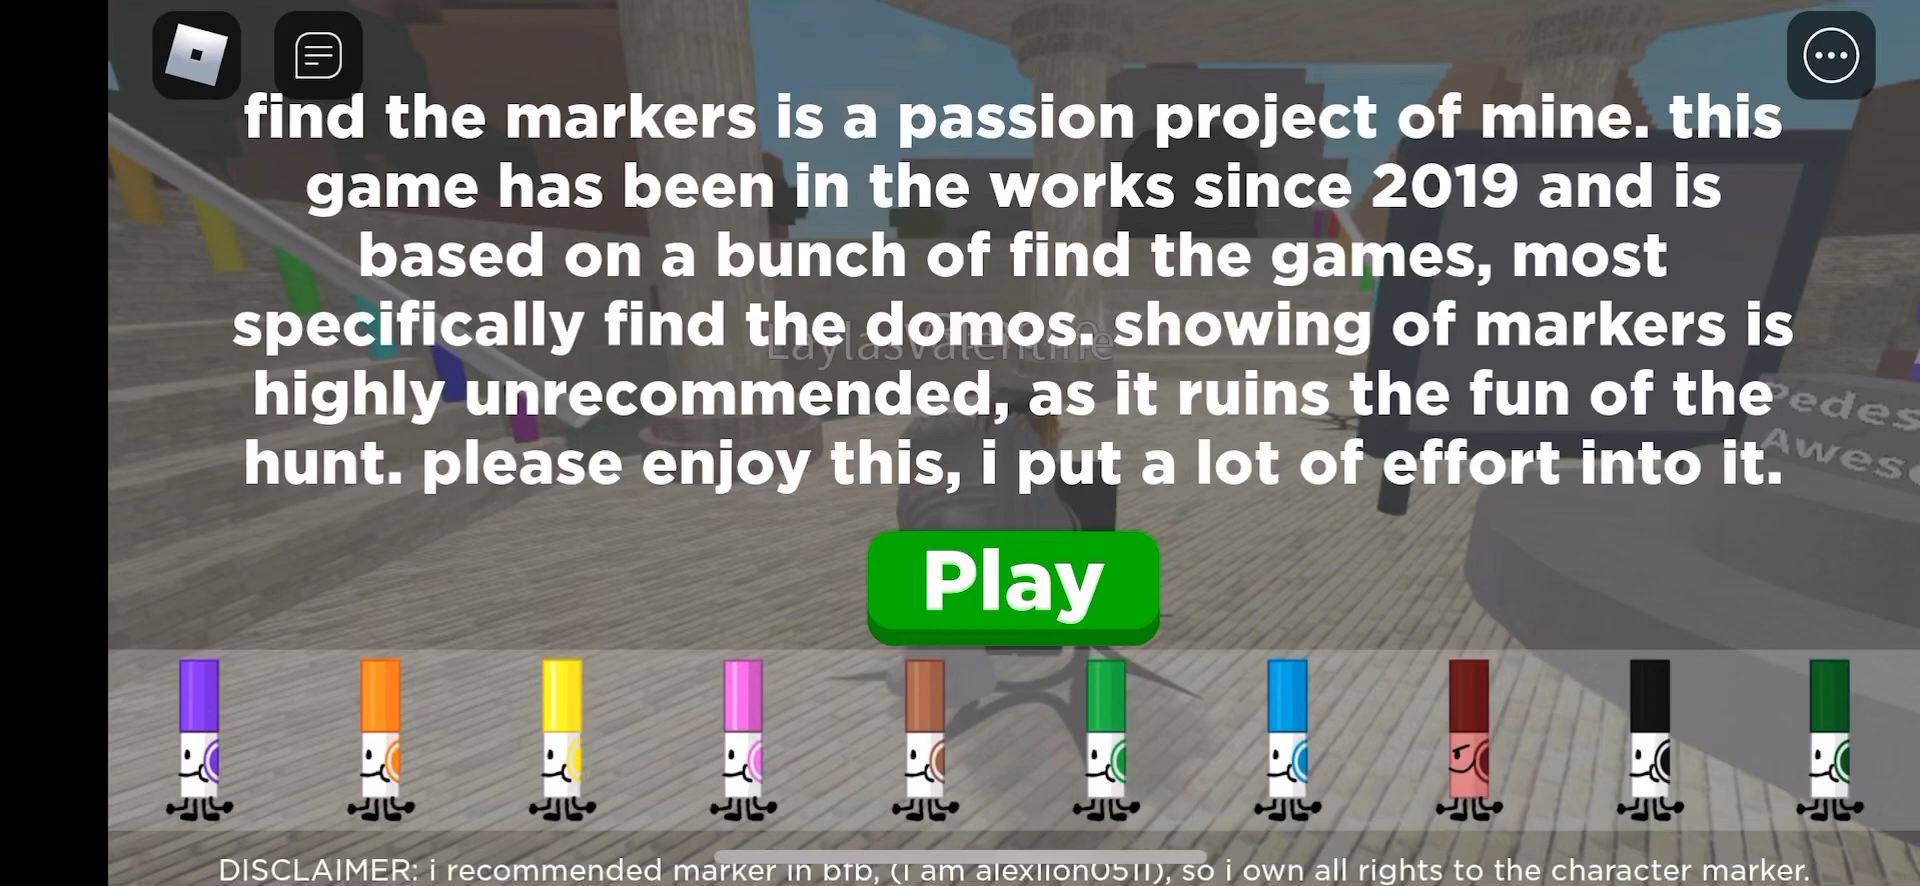 find the markers is a passion project of mine. this
game has been in the works since 2019 and is
based on a bunch of find the games, most
specifically find the domos. showing of markers is
LaylasValentine
highly unrecommended, as it ruins the fun of the
hunt. please enjoy this, i put a lot of effort into it.
Play
DISCLAIMER: i recommended marker in bfb, (i am alexlion0511), so i own all rights to the character marker.